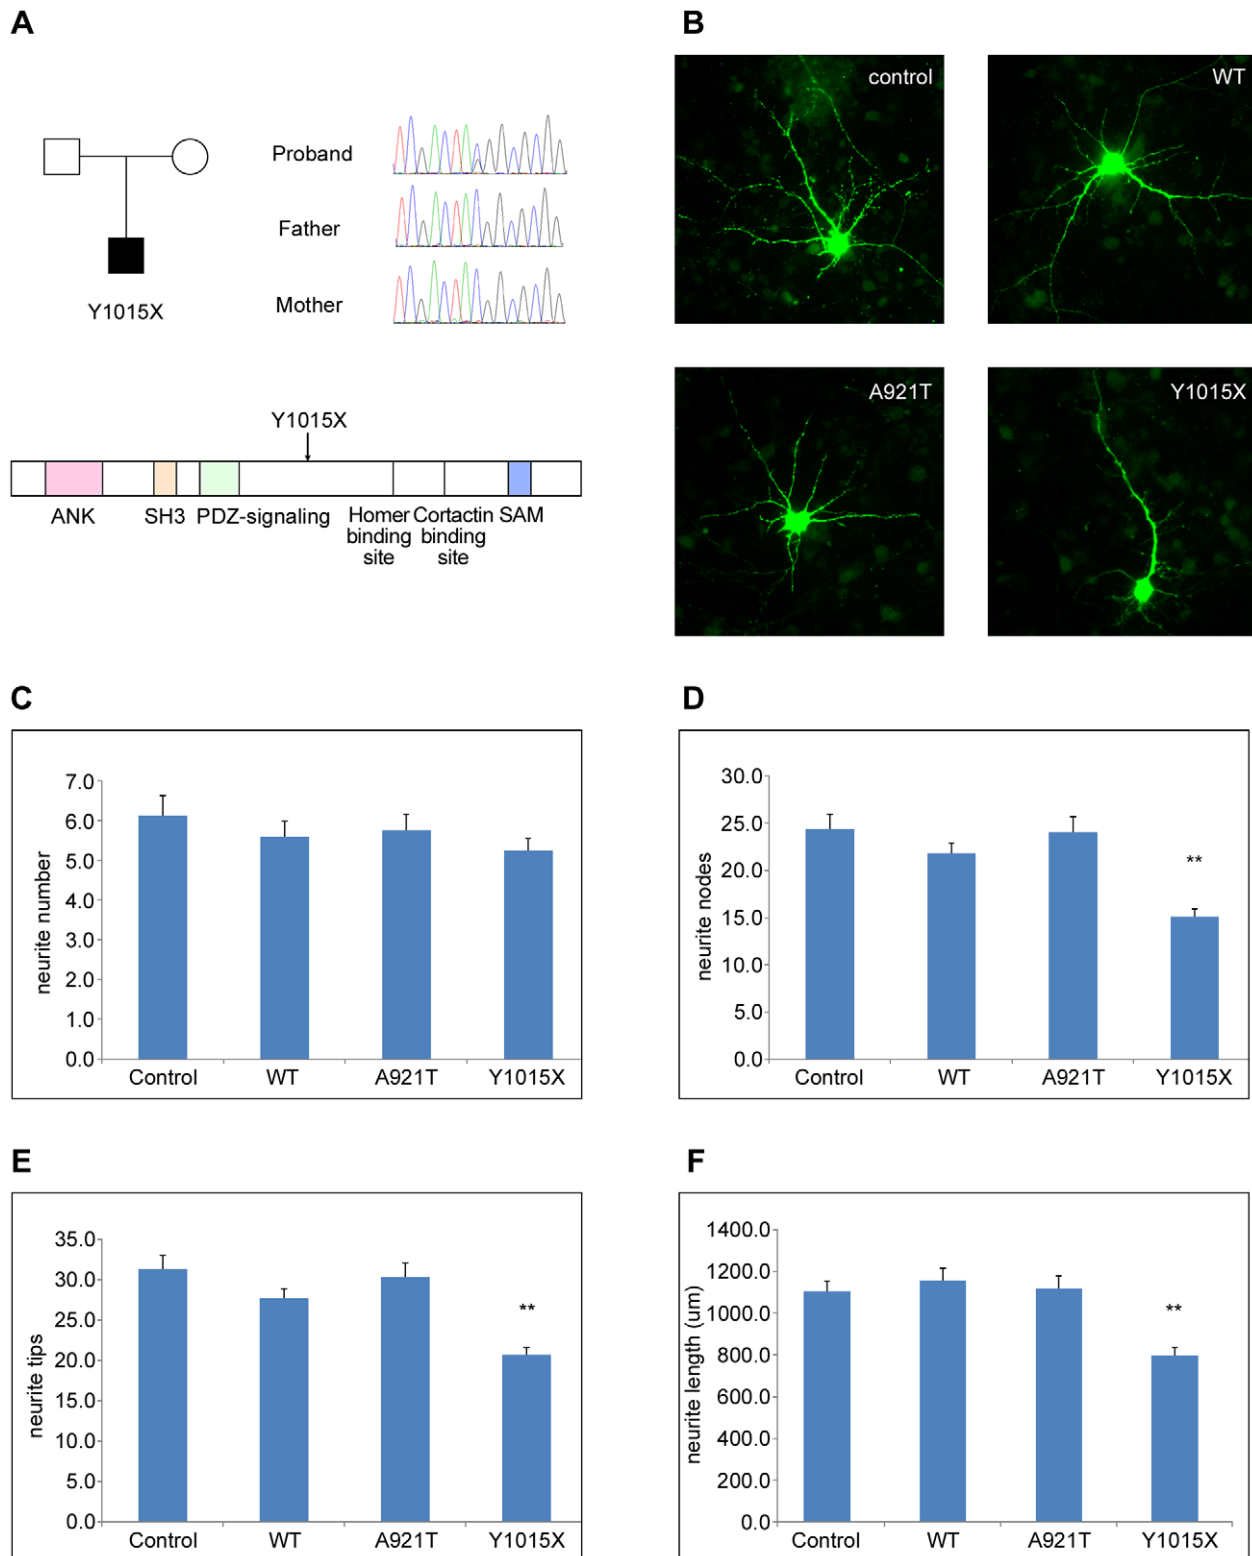 A
Proband
Father
Mother
Y1015X
Y1015X
ANK
SH3
PDZ-signaling
Homer
binding
site
Cortactin
binding
site
SAM
B
control
WT
A921T
Y1015X
C
neurite number
7.0
6.0
5.0
4.0
3.0
2.0
1.0
0.0
Control
WT
A921T
Y1015X
D
neurite nodes
30.0
25.0
20.0
15.0
10.0
5.0
0.0
**
Control
WT
A921T
Y1015X
E
neurite tips
35.0
30.0
25.0
20.0
15.0
10.0
5.0
0.0
**
Control
WT
A921T
Y1015X
F
neurite length (um)
1400.0
1200.0
1000.0
800.0
600.0
400.0
200.0
0.0
**
Control
WT
A921T
Y1015X